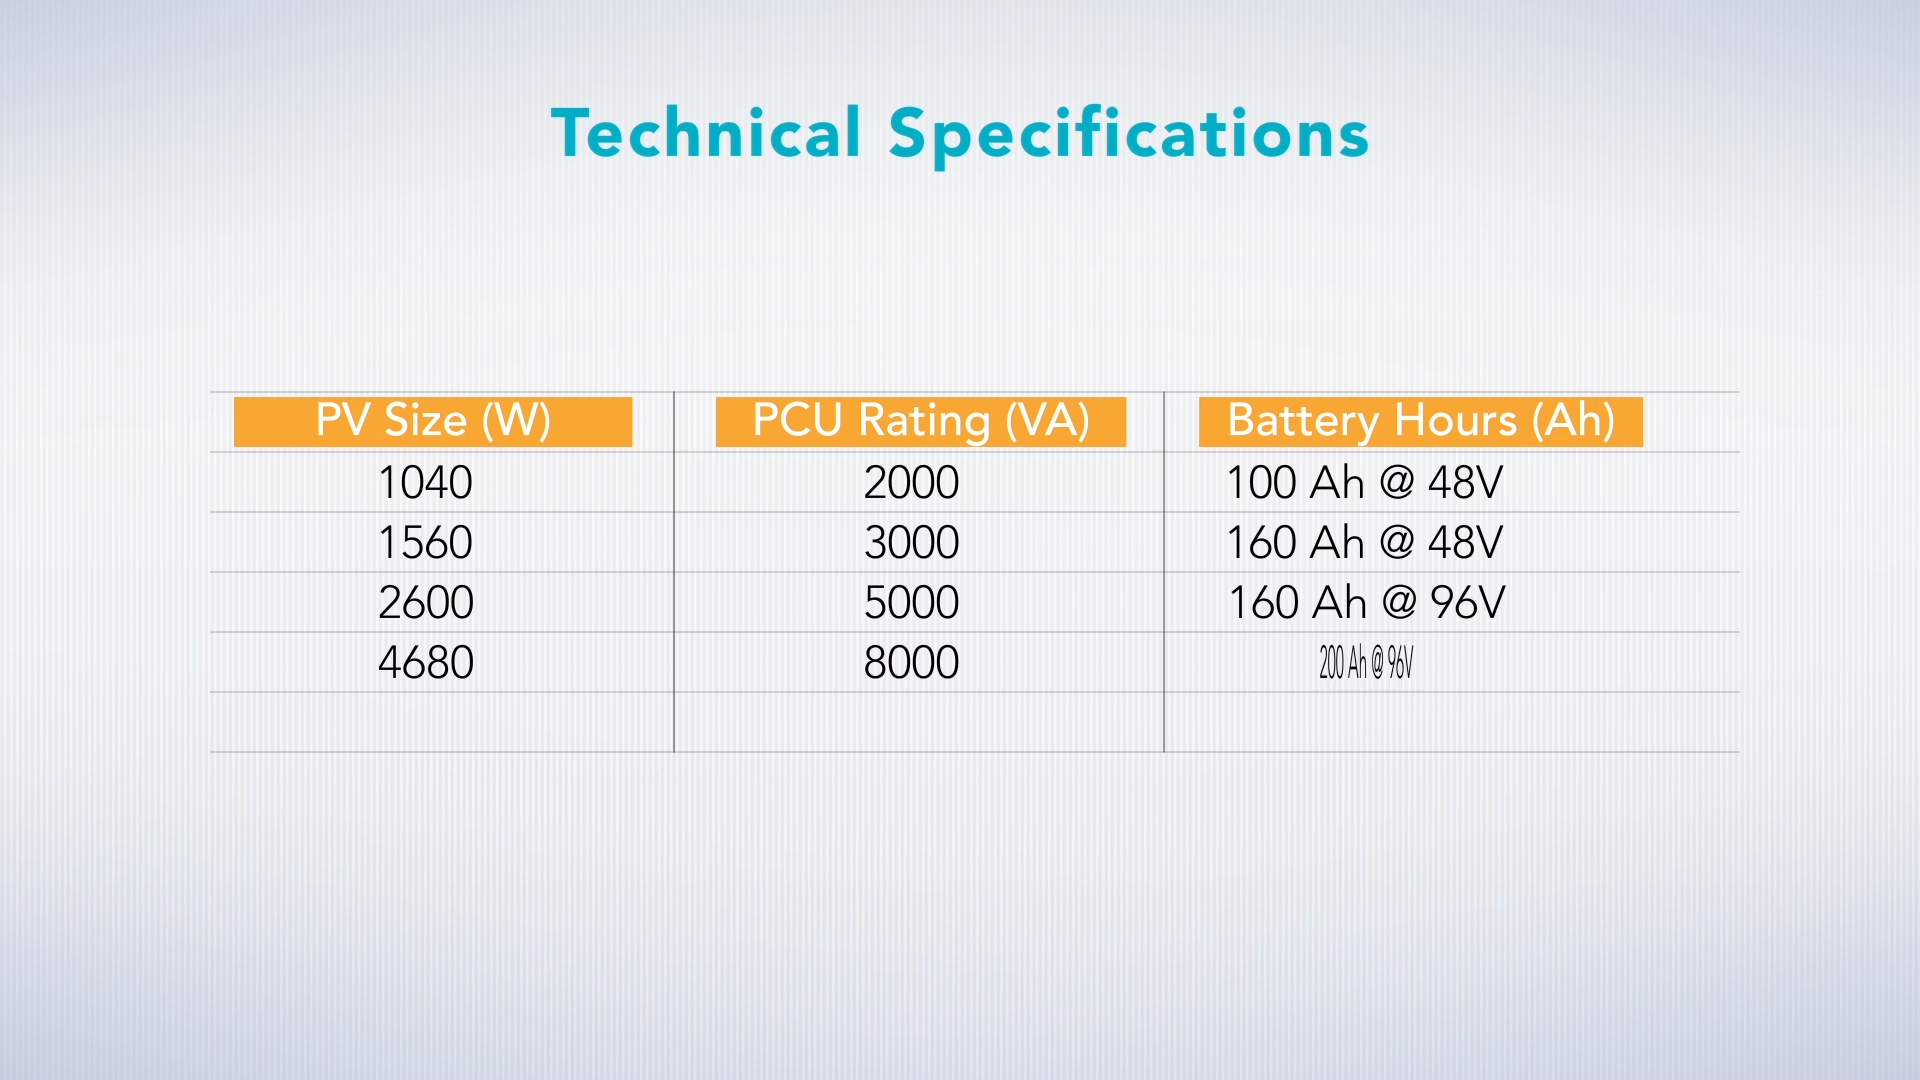 Technical Specifications
PV Size (W) PCU Rating (VA) Battery Hours (Ah)
1040 2000 100 Ah @ 48V
1560 3000 160 Ah @ 48V
2600 5000 160 Ah @ 96V
4680 8000 200 Ah @ 96V